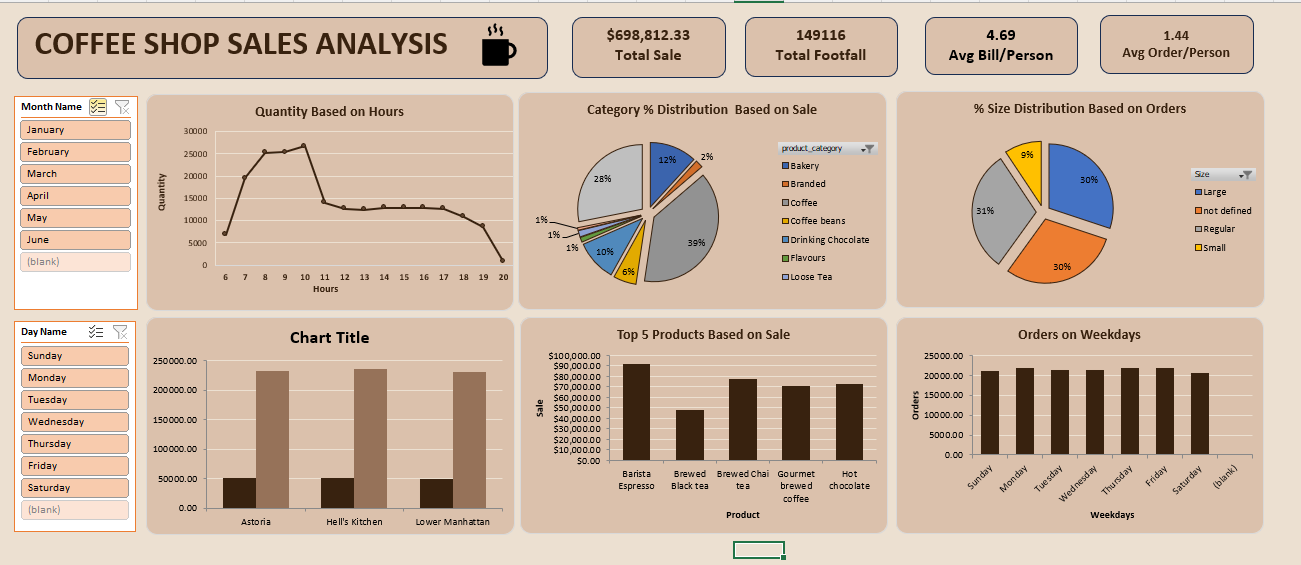 COFFEE SHOP SALES ANALYSIS
$698,812.33
Total Sale
149116
Total Footfall
4.69
Avg Bill/Person
1.44
Avg Order/Person
Month Name
January
February
March
April
May
June
(blank)
Quantity Based on Hours
30000
25000
20000
15000
10000
5000
0
Quantity
6 7 8 9 10 11 12 13 14 15 16 17 18 19 20
Hours
Category % Distribution Based on Sale
12%
2%
39%
6%
10%
1%
1%
1%
28%
product_category
Bakery
Branded
Coffee
Coffee beans
Drinking Chocolate
Flavours
Loose Tea
% Size Distribution Based on Orders
30%
30%
31%
9%
Size
Large
not defined
Regular
Small
Day Name
Sunday
Monday
Tuesday
Wednesday
Thursday
Friday
Saturday
(blank)
Chart Title
250000.00
200000.00
150000.00
100000.00
50000.00
0.00
Astoria Hell's Kitchen Lower Manhattan
Top 5 Products Based on Sale
$100,000.00
$90,000.00
$80,000.00
$70,000.00
$60,000.00
$50,000.00
$40,000.00
$30,000.00
$20,000.00
$10,000.00
$0.00
Sale
Barista Espresso
Brewed Black tea
Brewed Chai tea
Gourmet brewed coffee
Hot chocolate
Product
Orders on Weekdays
25000.00
20000.00
15000.00
10000.00
5000.00
0.00
Orders
Sunday
Monday
Tuesday
Wednesday
Thursday
Friday
Saturday
(blank)
Weekdays